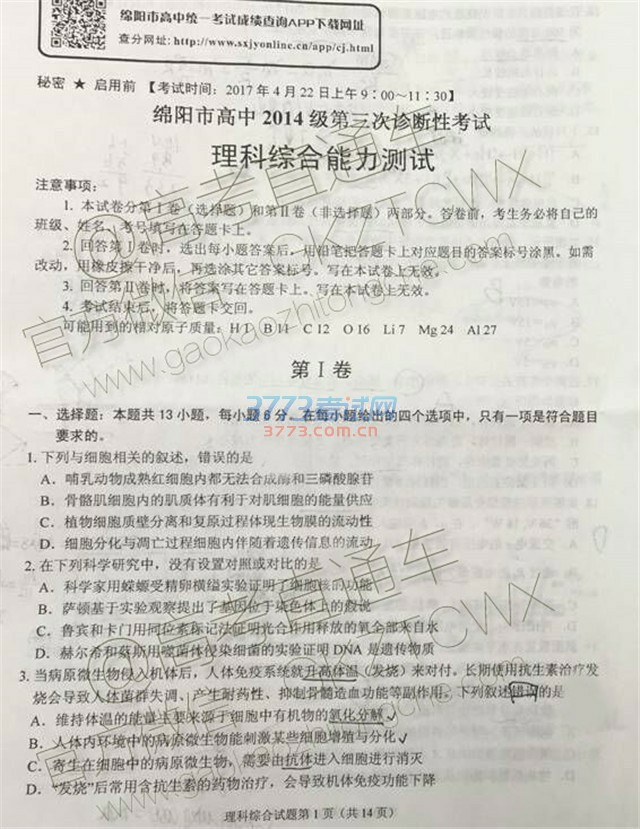 绵阳市高中统一考试成绩查询APP下载网址
查分网址:http://www.sxjyonline.cn/app/cj.html
秘密 ★ 启用前 【考试时间:2017年4月22日上午9:00~11:30】
绵阳市高中2014级第三次诊断性考试
理科综合能力测试
注意事项:
1. 本试卷分第Ⅰ卷(选择题)和第Ⅱ卷(非选择题)两部分。答卷前,考生务必将自己的
班级、姓名、考号填写在答题卡上。
2. 回答第Ⅰ卷时,选出每小题答案后,用铅笔把答题卡上对应题目的答案标号涂黑。如需
改动,用橡皮擦干净后,再选涂其它答案标号。写在本试卷上无效。
3. 回答第Ⅱ卷时,将答案写在答题卡上。写在本试卷上无效。
4. 考试结束后,将答题卡交回。
可能用到的相对原子质量:H 1 B 11 C 12 O 16 Li 7 Mg 24 Al 27
第Ⅰ卷
一、选择题:本题共13小题,每小题6分。在每小题给出的四个选项中,只有一项是符合题目
要求的。
3773考试网
3773.com.cn
1. 下列与细胞相关的叙述,错误的是
A. 哺乳动物成熟红细胞内都无法合成酶和三磷酸腺苷
B. 骨骼肌细胞内的肌质体有利于对肌细胞的能量供应
C. 植物细胞质壁分离和复原过程体现生物膜的流动性
D. 细胞分化与凋亡过程细胞内伴随着遗传信息的流动
2. 在下列科学研究中,没有设置对照或对比的是
A. 科学家用蝾螈受精卵横缢实验证明了细胞核的功能
B. 萨顿基于实验观察提出了基因位于染色体上的假说
C. 鲁宾和卡门用同位素标记法证明光合作用释放的氧全部来自水
D. 赫尔希和蔡斯用噬菌体侵染细菌的实验证明DNA是遗传物质
3. 当病原微生物侵入机体后,人体免疫系统就升高体温(发烧)来对付。长期使用抗生素治疗发
烧会导致人体菌群失调、产生耐药性、抑制骨髓造血功能等副作用。下列叙述错误的是
A. 维持体温的能量主要来源于细胞中有机物的氧化分解
B. 人体内环境中的病原微生物能刺激某些细胞增殖与分化
C. 寄生在细胞中的病原微生物,需要由抗体进入细胞进行消灭
D. “发烧”后常用含抗生素的药物治疗,会导致机体免疫功能下降
理科综合试题第1页(共14页)
@高考直通车
官方微信:GKZTCWX
www.gaokaozhitongche.com